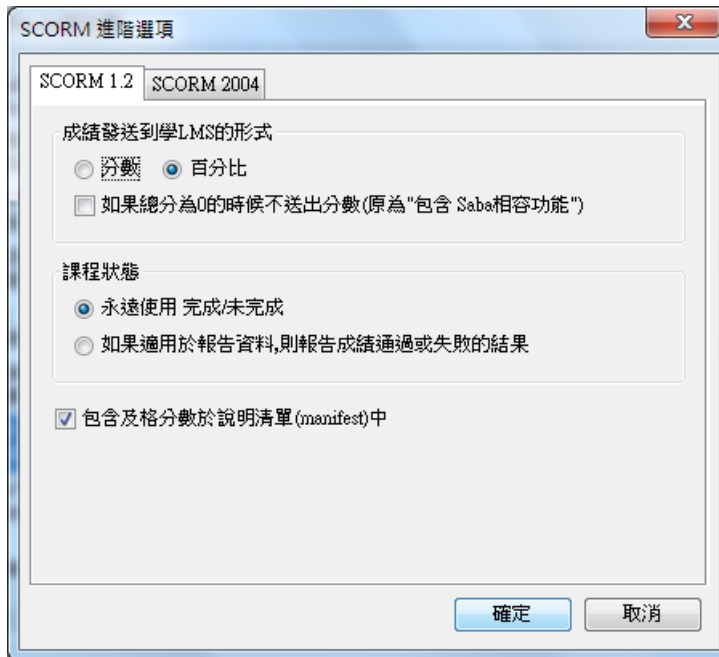 SCORM 進階選項
SCORM 1.2 SCORM 2004
成績發送到學LMS的形式
分數 百分比
如果總分為0的時候不送出分數(原為"包含 Saba相容功能")
課程狀態
永遠使用 完成/未完成
如果適用於報告資料,則報告成績通過或失敗的結果
包含及格分數於說明清單(manifest)中
確定 取消